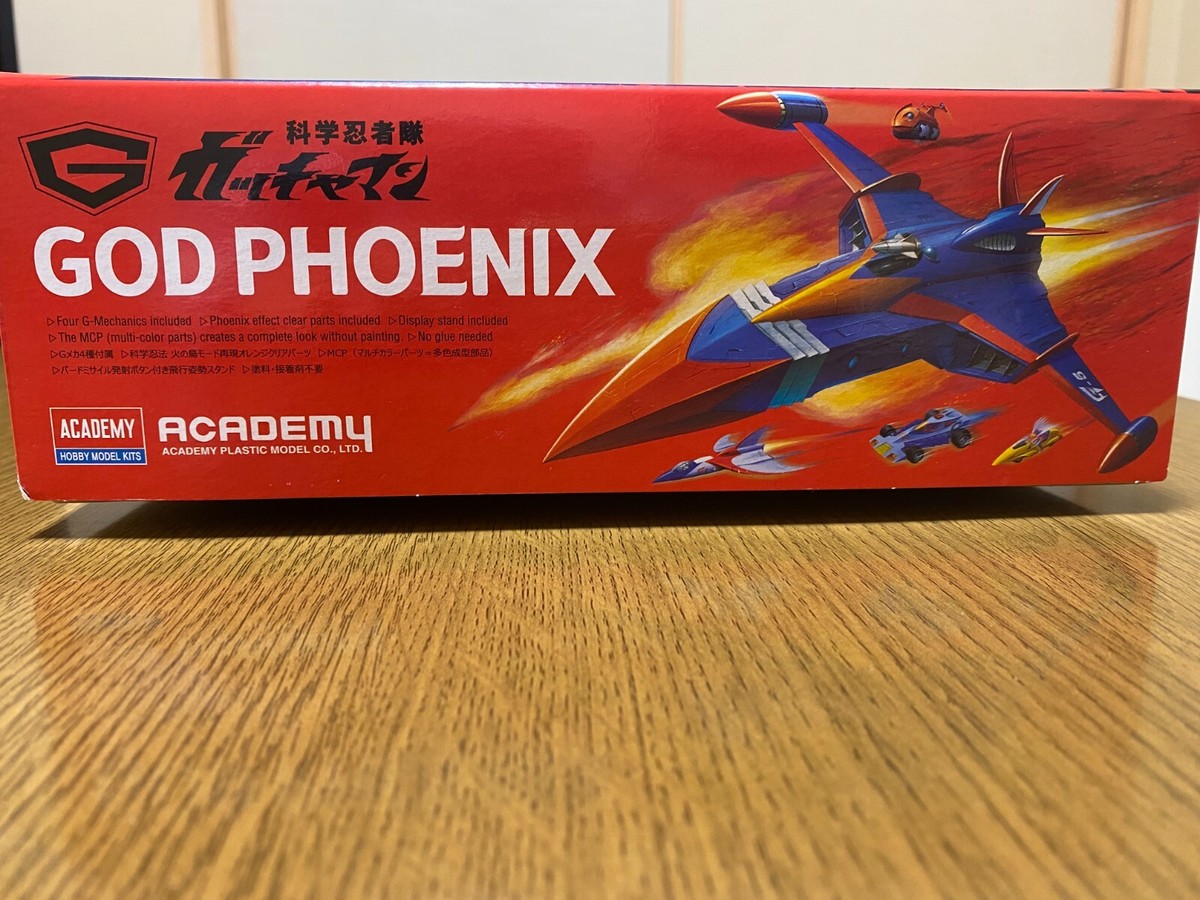 G
科学忍者隊
ガッチャマン
GOD PHOENIX
▷Four G-Mechanics included ▷Phoenix effect clear parts included ▷Display stand included
▷The MCP (multi-color parts) creates a complete look without painting. ▷No glue needed
▷Gメカ4種付属 ▷科学忍法 火の鳥モード再現オレンジクリアパーツ ▷MCP（マルチカラーパーツ＝多色成型部品）
▷バードミサイル発射ボタン付き飛行姿勢スタンド ▷塗料・接着剤不要
ACADEMY
HOBBY MODEL KITS
ACADEMY
ACADEMY PLASTIC MODEL CO., LTD.
G-5